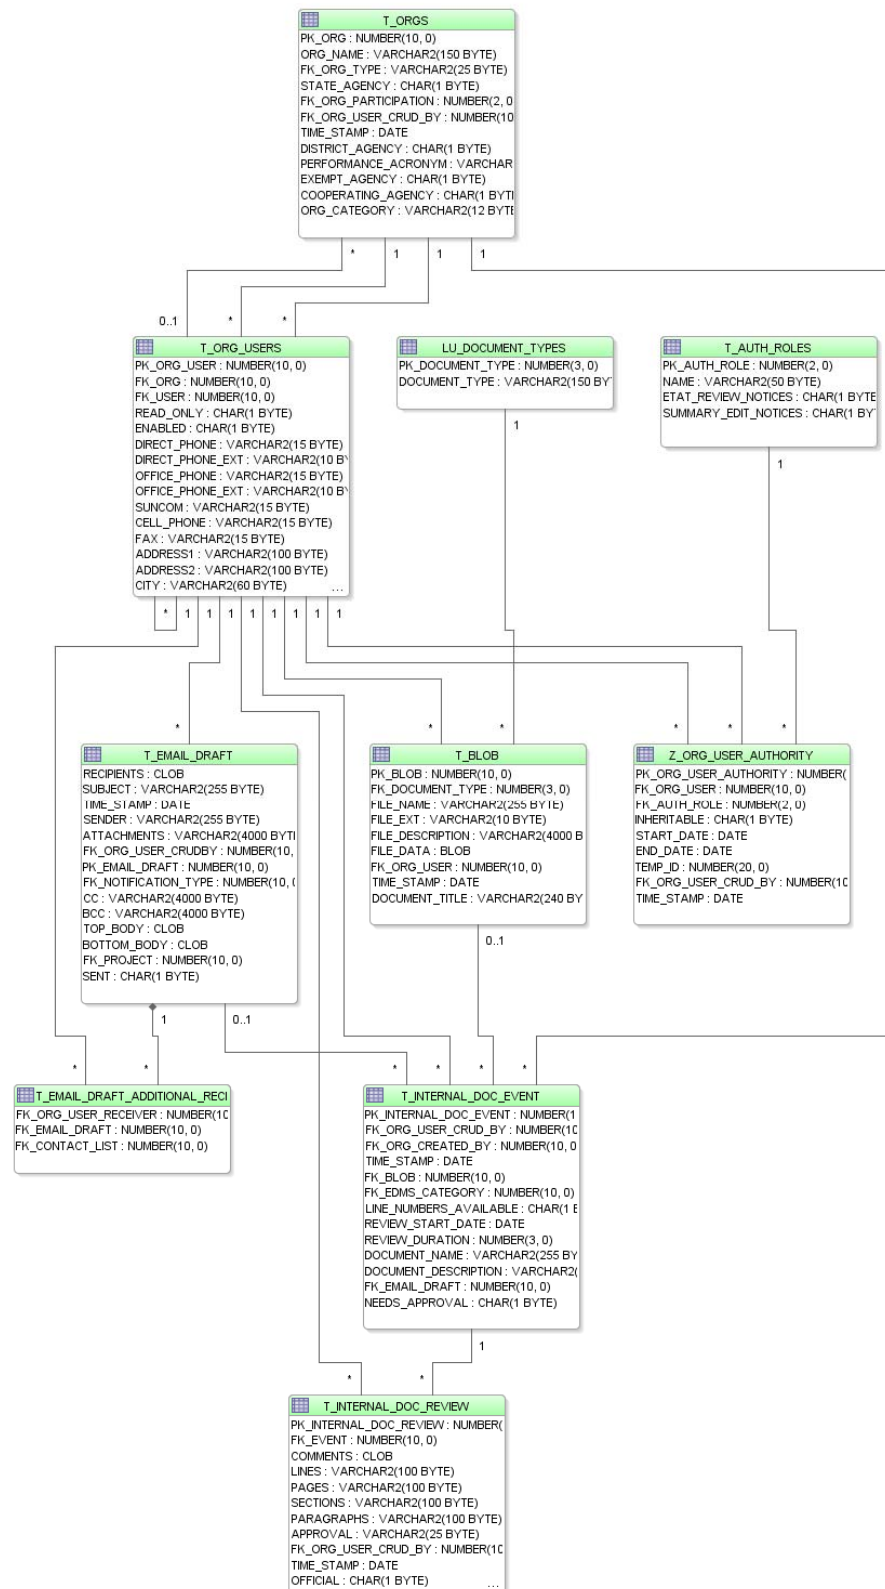 T_ORGS
PK_ORG : NUMBER(10, 0)
ORG_NAME : VARCHAR2(150 BYTE)
FK_ORG_TYPE : VARCHAR2(25 BYTE)
STATE_AGENCY : CHAR(1 BYTE)
FK_ORG_PARTICIPATION : NUMBER(2, 0
FK_ORG_USER_CRUD_BY : NUMBER(10
TIME_STAMP : DATE
DISTRICT_AGENCY : CHAR(1 BYTE)
PERFORMANCE_ACRONYM : VARCHAR
EXEMPT_AGENCY : CHAR(1 BYTE)
COOPERATING_AGENCY : CHAR(1 BYTE
ORG_CATEGORY : VARCHAR2(12 BYTE
* 1 1 1
0..1 * *
T_ORG_USERS
PK_ORG_USER : NUMBER(10, 0)
FK_ORG : NUMBER(10, 0)
FK_USER : NUMBER(10, 0)
READ_ONLY : CHAR(1 BYTE)
ENABLED : CHAR(1 BYTE)
DIRECT_PHONE : VARCHAR2(15 BYTE)
DIRECT_PHONE_EXT : VARCHAR2(10 BY
OFFICE_PHONE : VARCHAR2(15 BYTE)
OFFICE_PHONE_EXT : VARCHAR2(10 BY
SUNCOM : VARCHAR2(15 BYTE)
CELL_PHONE : VARCHAR2(15 BYTE)
FAX : VARCHAR2(15 BYTE)
ADDRESS1 : VARCHAR2(100 BYTE)
ADDRESS2 : VARCHAR2(100 BYTE)
CITY : VARCHAR2(60 BYTE) ...
LU_DOCUMENT_TYPES
PK_DOCUMENT_TYPE : NUMBER(3, 0)
DOCUMENT_TYPE : VARCHAR2(150 BYT
1
T_AUTH_ROLES
PK_AUTH_ROLE : NUMBER(2, 0)
NAME : VARCHAR2(50 BYTE)
ETAT_REVIEW_NOTICES : CHAR(1 BYTE
SUMMARY_EDIT_NOTICES : CHAR(1 BYT
1
* 1 1 1 1 1 1 1 1
* * * * * *
T_EMAIL_DRAFT
RECIPIENTS : CLOB
SUBJECT : VARCHAR2(255 BYTE)
TIME_STAMP : DATE
SENDER : VARCHAR2(255 BYTE)
ATTACHMENTS : VARCHAR2(4000 BYTE
FK_ORG_USER_CRUDBY : NUMBER(10,
PK_EMAIL_DRAFT : NUMBER(10, 0)
FK_NOTIFICATION_TYPE : NUMBER(10, 0
CC : VARCHAR2(4000 BYTE)
BCC : VARCHAR2(4000 BYTE)
TOP_BODY : CLOB
BOTTOM_BODY : CLOB
FK_PROJECT : NUMBER(10, 0)
SENT : CHAR(1 BYTE)
1 0..1
T_BLOB
PK_BLOB : NUMBER(10, 0)
FK_DOCUMENT_TYPE : NUMBER(3, 0)
FILE_NAME : VARCHAR2(255 BYTE)
FILE_EXT : VARCHAR2(10 BYTE)
FILE_DESCRIPTION : VARCHAR2(4000 B
FILE_DATA : BLOB
FK_ORG_USER : NUMBER(10, 0)
TIME_STAMP : DATE
DOCUMENT_TITLE : VARCHAR2(240 BY
0..1
Z_ORG_USER_AUTHORITY
PK_ORG_USER_AUTHORITY : NUMBER(
FK_ORG_USER : NUMBER(10, 0)
FK_AUTH_ROLE : NUMBER(2, 0)
INHERITABLE : CHAR(1 BYTE)
START_DATE : DATE
END_DATE : DATE
TEMP_ID : NUMBER(20, 0)
FK_ORG_USER_CRUD_BY : NUMBER(10
TIME_STAMP : DATE
* * * * * *
T_EMAIL_DRAFT_ADDITIONAL_RECI
FK_ORG_USER_RECEIVER : NUMBER(10
FK_EMAIL_DRAFT : NUMBER(10, 0)
FK_CONTACT_LIST : NUMBER(10, 0)
T_INTERNAL_DOC_EVENT
PK_INTERNAL_DOC_EVENT : NUMBER(1
FK_ORG_USER_CRUD_BY : NUMBER(10
FK_ORG_CREATED_BY : NUMBER(10, 0
TIME_STAMP : DATE
FK_BLOB : NUMBER(10, 0)
FK_EDMS_CATEGORY : NUMBER(10, 0)
LINE_NUMBERS_AVAILABLE : CHAR(1 B
REVIEW_START_DATE : DATE
REVIEW_DURATION : NUMBER(3, 0)
DOCUMENT_NAME : VARCHAR2(255 BY
DOCUMENT_DESCRIPTION : VARCHAR2(
FK_EMAIL_DRAFT : NUMBER(10, 0)
NEEDS_APPROVAL : CHAR(1 BYTE)
1
* *
T_INTERNAL_DOC_REVIEW
PK_INTERNAL_DOC_REVIEW : NUMBER(
FK_EVENT : NUMBER(10, 0)
COMMENTS : CLOB
LINES : VARCHAR2(100 BYTE)
PAGES : VARCHAR2(100 BYTE)
SECTIONS : VARCHAR2(100 BYTE)
PARAGRAPHS : VARCHAR2(100 BYTE)
APPROVAL : VARCHAR2(25 BYTE)
FK_ORG_USER_CRUD_BY : NUMBER(10
TIME_STAMP : DATE
OFFICIAL : CHAR(1 BYTE) ...